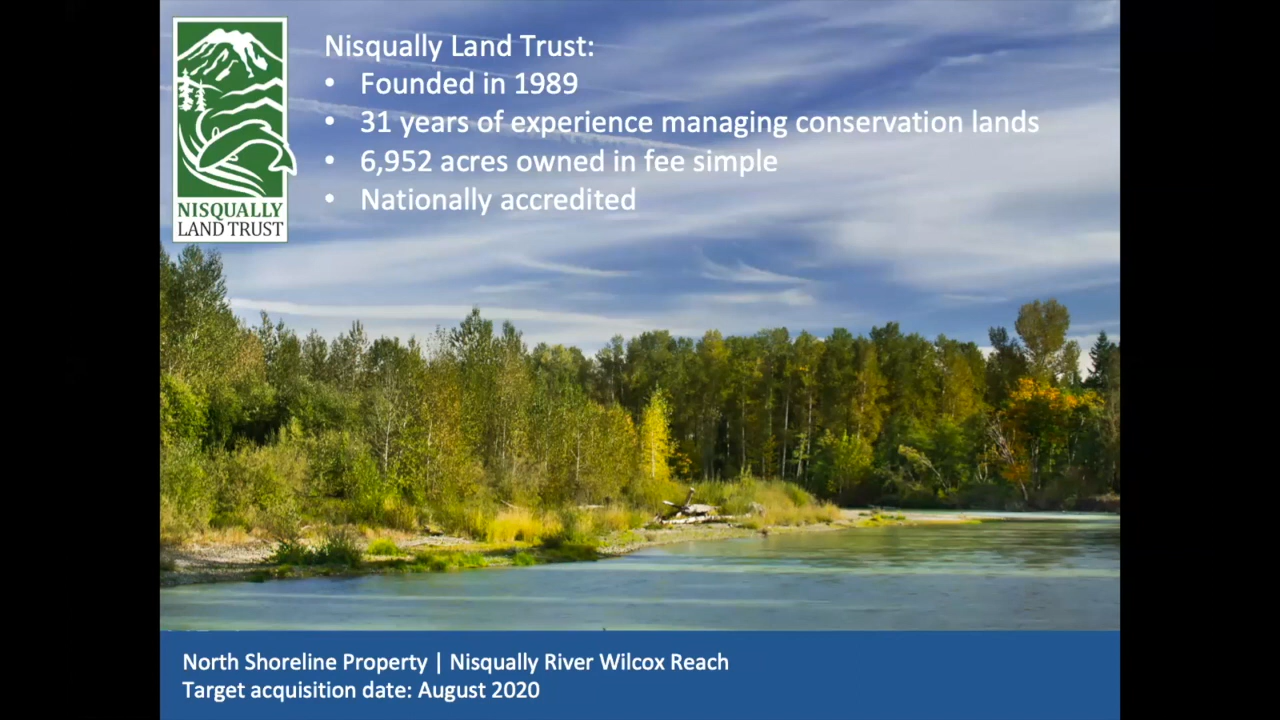 NISQUALLY
LAND TRUST
Nisqually Land Trust:
• Founded in 1989
• 31 years of experience managing conservation lands
• 6,952 acres owned in fee simple
• Nationally accredited
North Shoreline Property | Nisqually River Wilcox Reach
Target acquisition date: August 2020